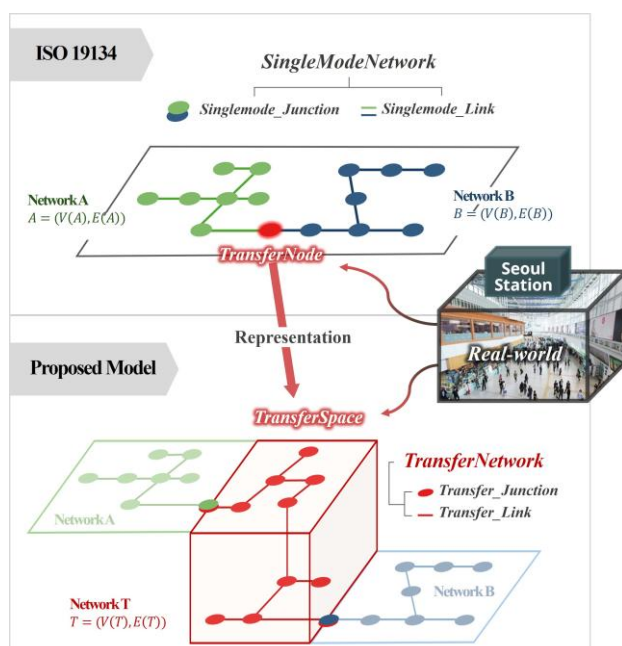 ISO 19134
SingleModeNetwork
Singlemode_Junction
Singlemode_Link
Network A
A = (V(A), E(A))
Network B
B = (V(B), E(B))
TransferNode
Seoul
Station
Real-world
Representation
Proposed Model
TransferSpace
TransferNetwork
Transfer_Junction
Transfer_Link
Network A
Network B
Network T
T = (V(T), E(T))